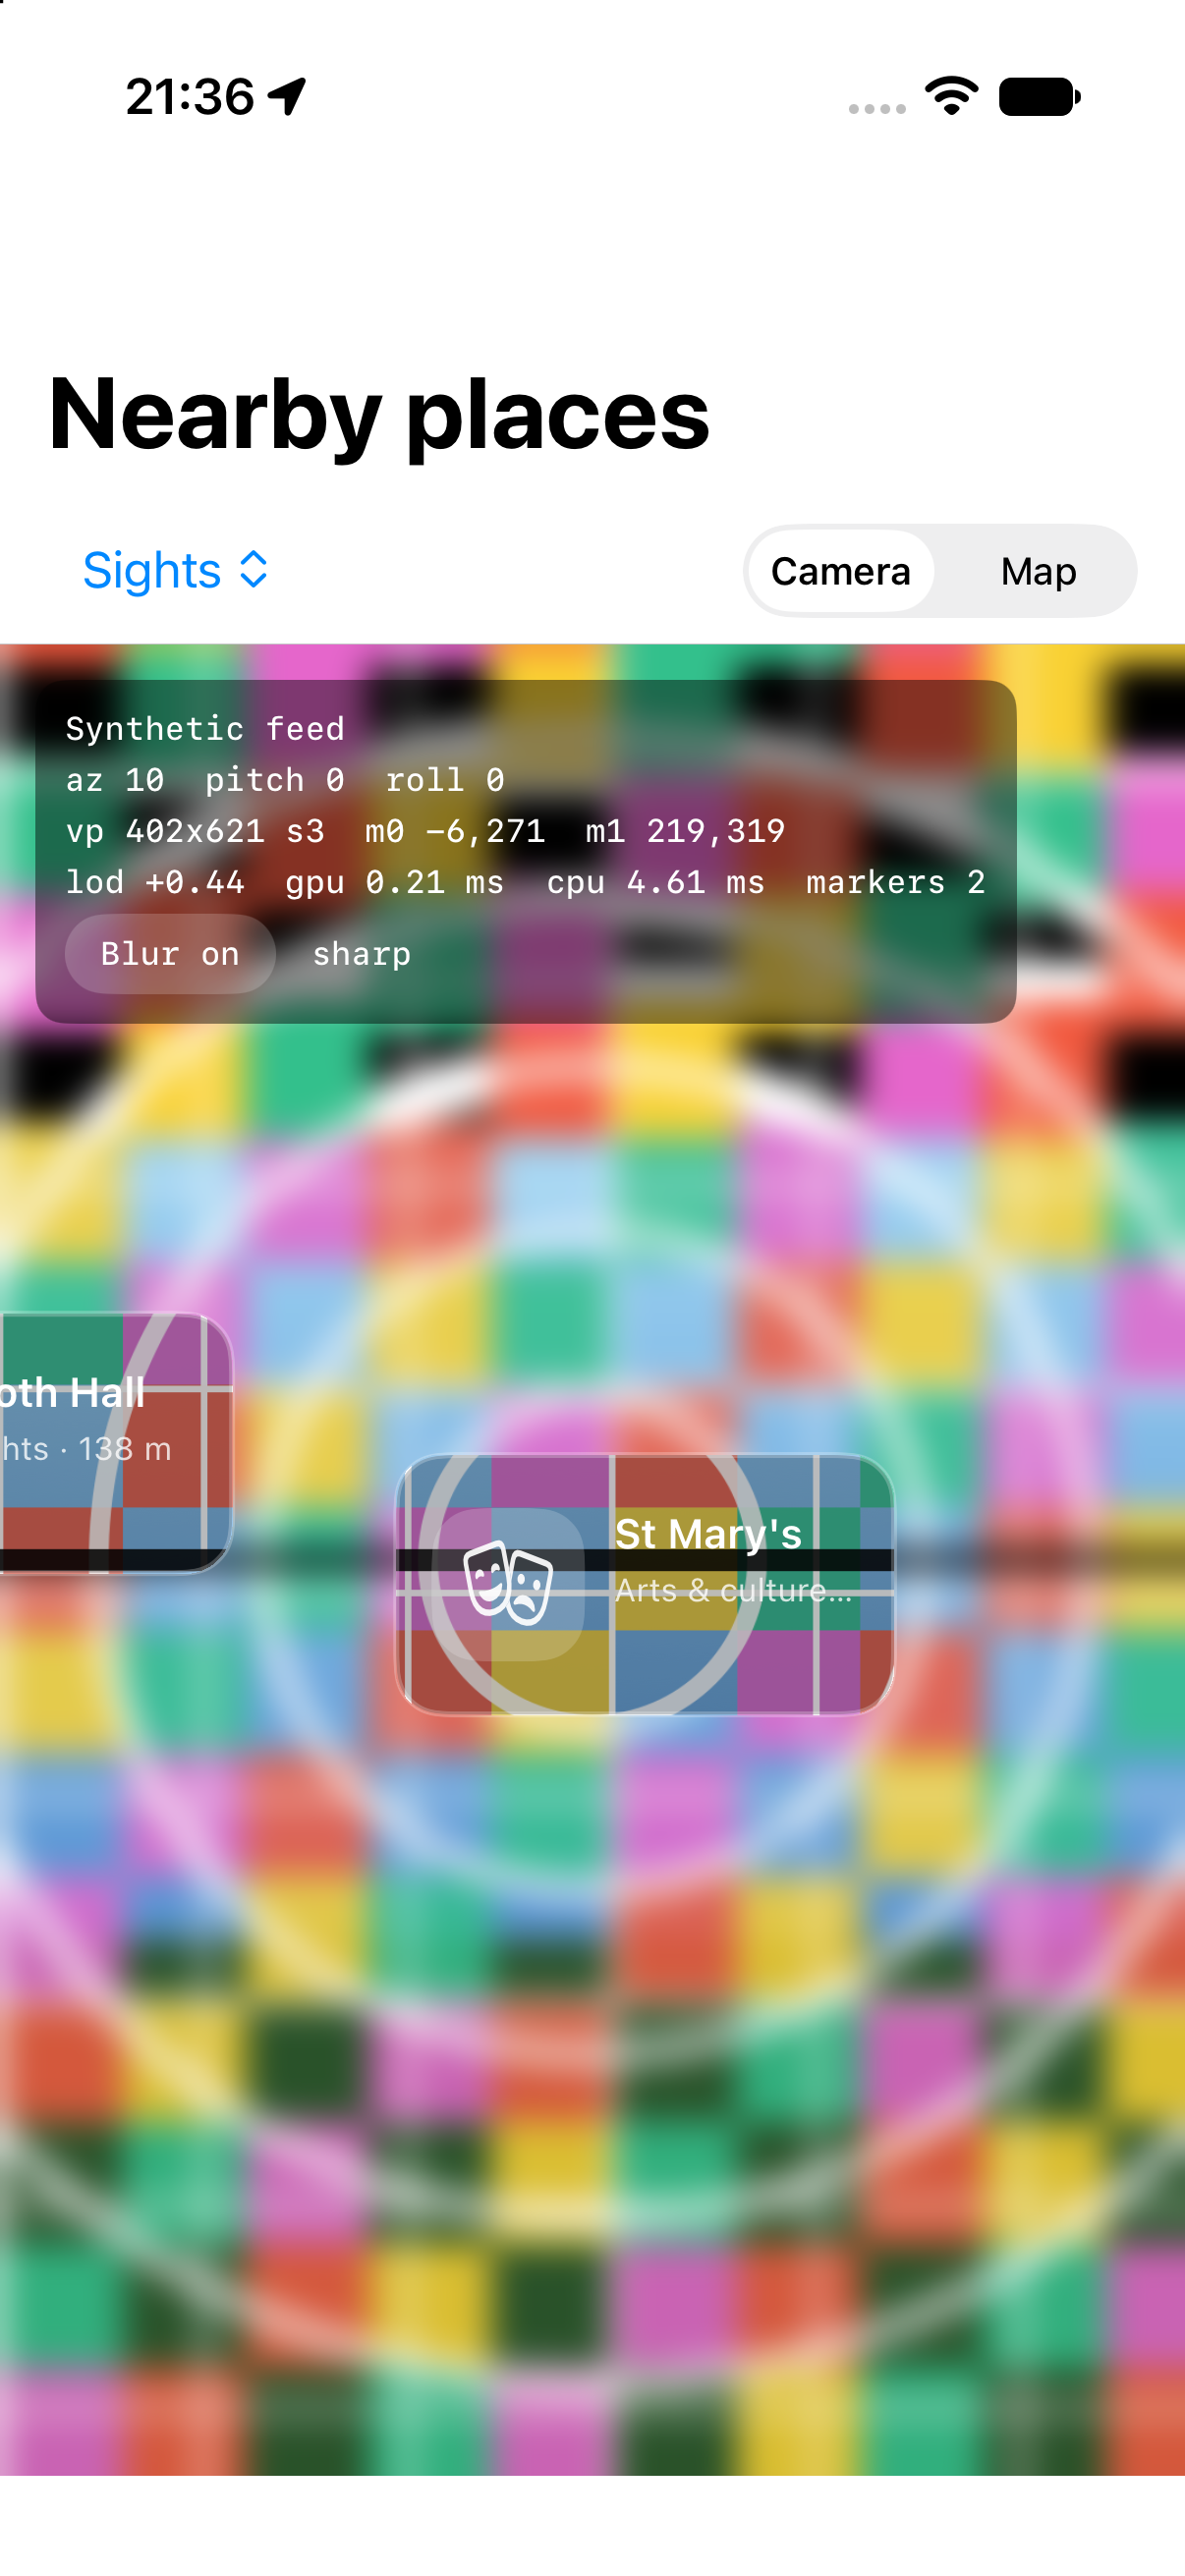 21:36
Nearby places
Sights
Camera
Map
Synthetic feed
az 10 pitch 0 roll 0
vp 402x621 s3 m0 −6,271 m1 219,319
lod +0.44 gpu 0.21 ms cpu 4.61 ms markers 2
Blur on sharp
oth Hall
hts · 138 m
St Mary's
Arts & culture...